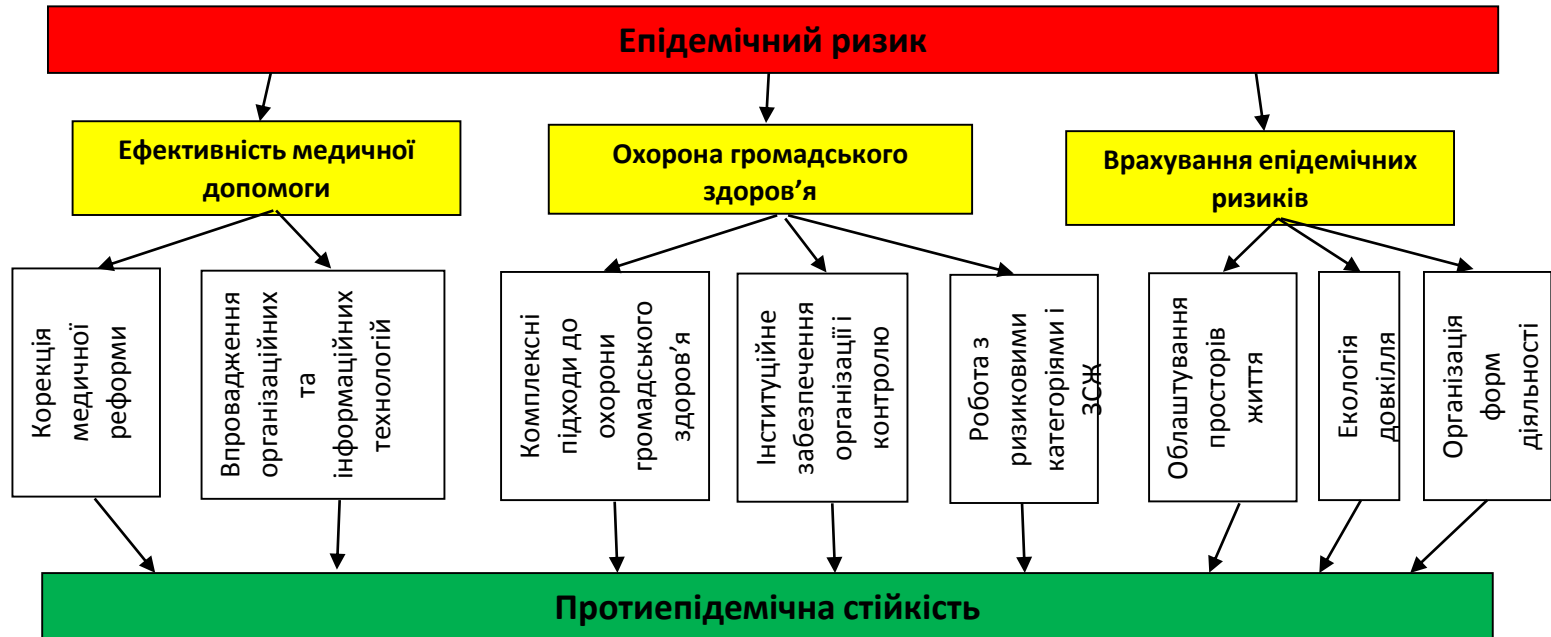 Епідемічний ризик
Ефективність медичної
допомоги
Охорона громадського
здоров’я
Врахування епідемічних
ризиків
Корекція
медичної
реформи
Впровадження
організаційних
та
інформаційних
технологій
Комплексні
підходи до
охорони
громадського
здоров’я
Інституційне
забезпечення
організації і
контролю
Робота з
ризиковими
категоріями і
ЗСЖ
Облаштування
просторів
життя
Екологія
довкілля
Організація
форм
діяльності
Протиепідемічна стійкість